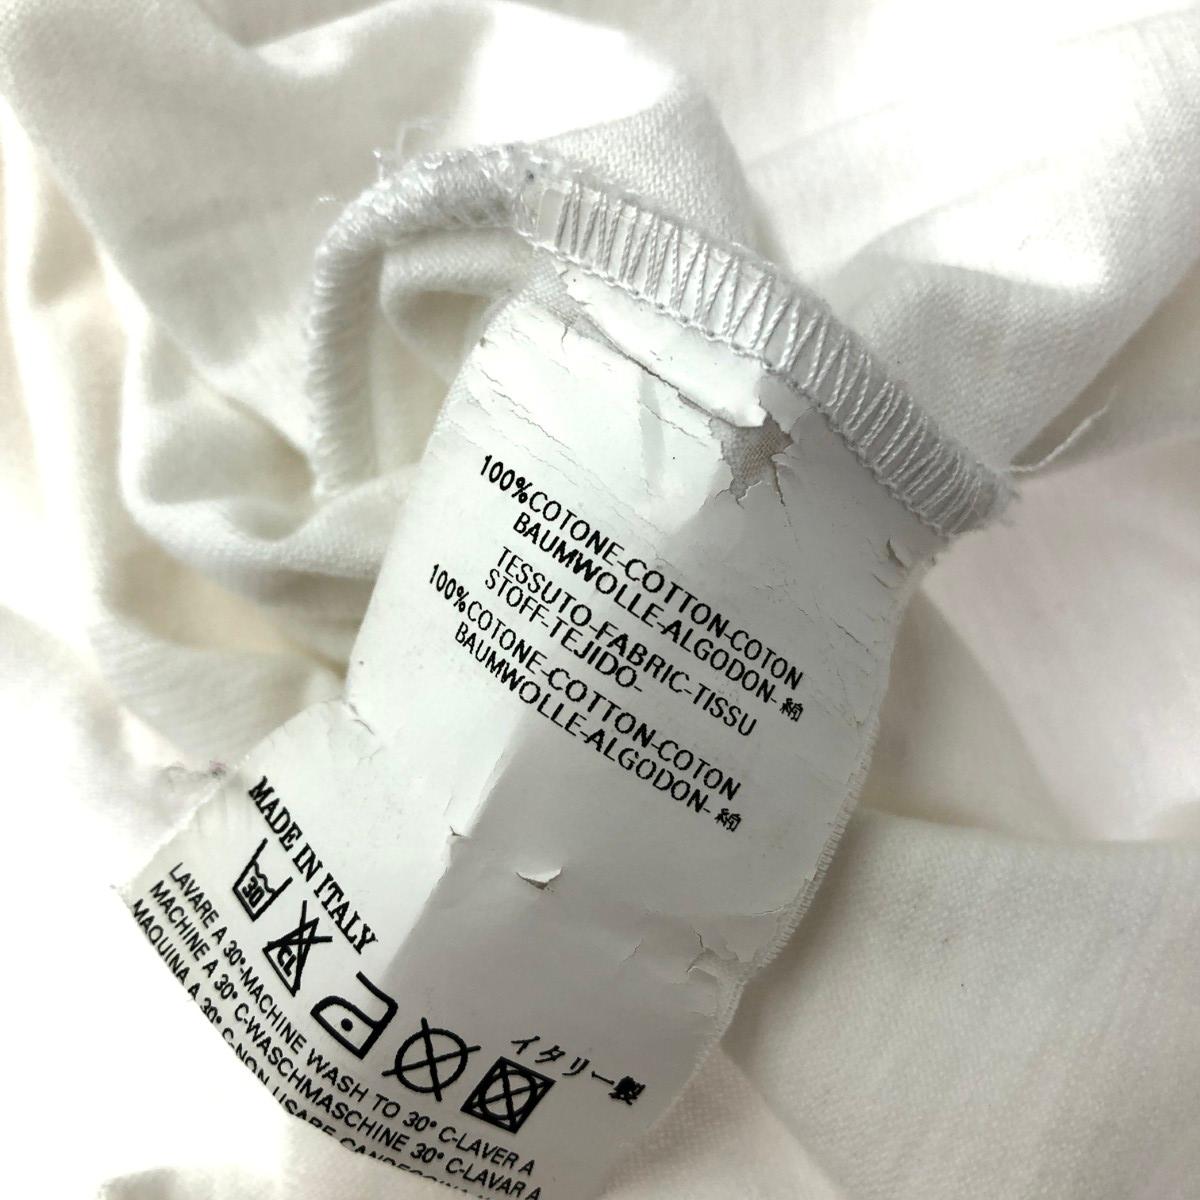 100%COTONE-COTTON-COTON
BAUMWOLLE-ALGODON-綿
TESSUTO-FABRIC-TISSU
STOFF-TEJIDO-
100%COTONE-COTTON-COTON
BAUMWOLLE-ALGODON-綿
MADE IN ITALY
30
CL
イタリー製
LAVARE A 30°-MACHINE WASH TO 30° C-LAVER A
MACHINE A 30° C-WASCHMASCHINE 30° C-LAVAR A
MAQUINA A 30° C-NON USARE